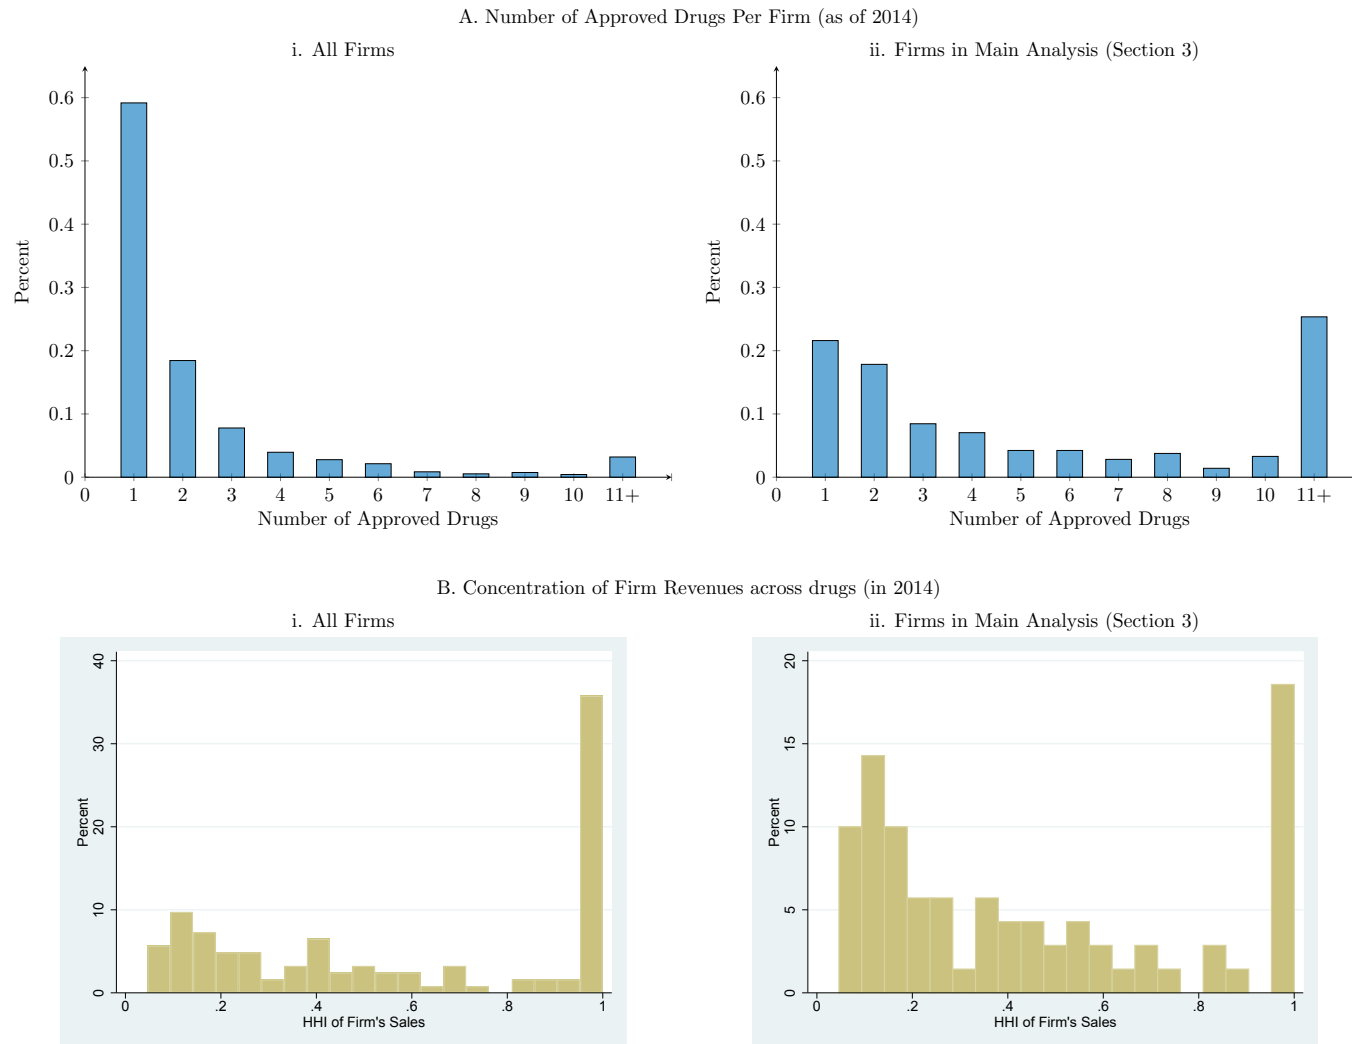 A. Number of Approved Drugs Per Firm (as of 2014)
i. All Firms
0.6
0.5
0.4
0.3
0.2
0.1
0
Percent
0 1 2 3 4 5 6 7 8 9 10 11+
Number of Approved Drugs
ii. Firms in Main Analysis (Section 3)
0.6
0.5
0.4
0.3
0.2
0.1
0
Percent
0 1 2 3 4 5 6 7 8 9 10 11+
Number of Approved Drugs
B. Concentration of Firm Revenues across drugs (in 2014)
i. All Firms
40
30
20
10
0
Percent
0 .2 .4 .6 .8 1
HHI of Firm's Sales
ii. Firms in Main Analysis (Section 3)
20
15
10
5
0
Percent
0 .2 .4 .6 .8 1
HHI of Firm's Sales